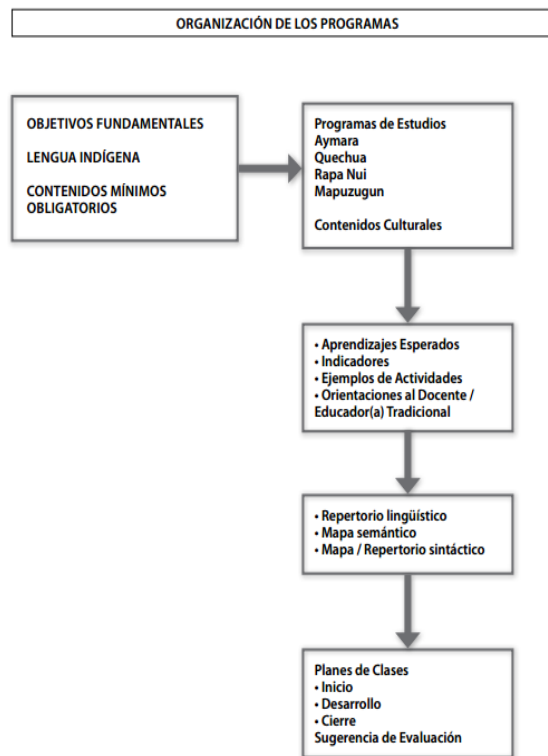 ORGANIZACIÓN DE LOS PROGRAMAS
OBJETIVOS FUNDAMENTALES
LENGUA INDÍGENA
CONTENIDOS MÍNIMOS
OBLIGATORIOS
Programas de Estudios
Aymara
Quechua
Rapa Nui
Mapuzugun
Contenidos Culturales
• Aprendizajes Esperados
• Indicadores
• Ejemplos de Actividades
• Orientaciones al Docente /
Educador(a) Tradicional
• Repertorio lingüístico
• Mapa semántico
• Mapa / Repertorio sintáctico
Planes de Clases
• Inicio
• Desarrollo
• Cierre
Sugerencia de Evaluación